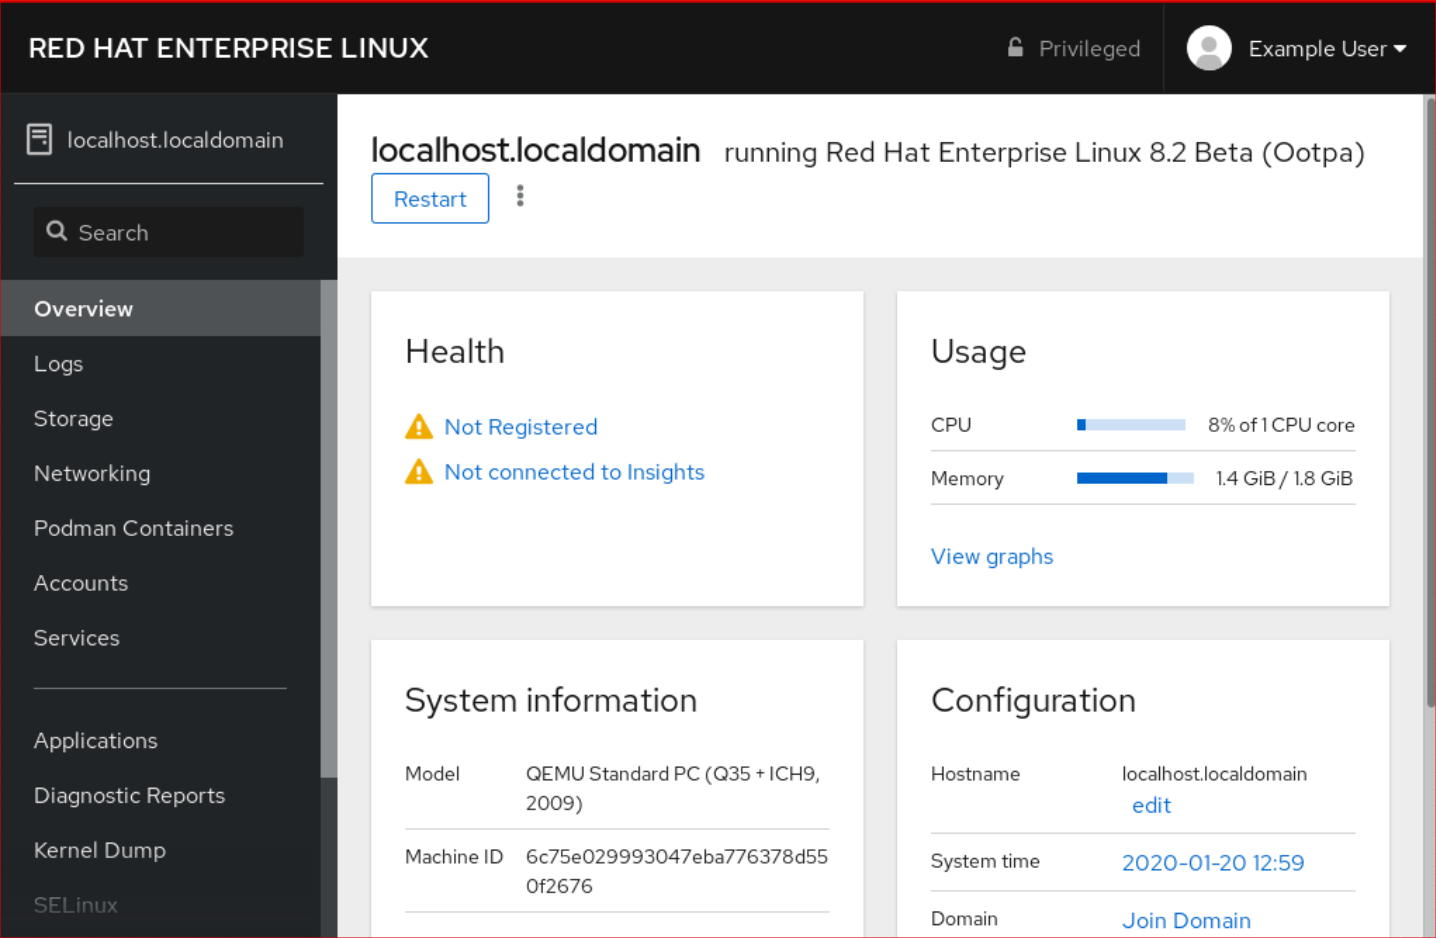 RED HAT ENTERPRISE LINUX
Privileged
Example User
localhost.localdomain
Search
Overview
Logs
Storage
Networking
Podman Containers
Accounts
Services
Applications
Diagnostic Reports
Kernel Dump
SELinux
localhost.localdomain running Red Hat Enterprise Linux 8.2 Beta (Ootpa)
Restart
Health
Not Registered
Not connected to Insights
Usage
CPU 8% of 1 CPU core
Memory 1.4 GiB / 1.8 GiB
View graphs
System information
Model QEMU Standard PC (Q35 + ICH9,
2009)
Machine ID 6c75e029993047eba776378d55
0f2676
Configuration
Hostname localhost.localdomain
edit
System time 2020-01-20 12:59
Domain Join Domain